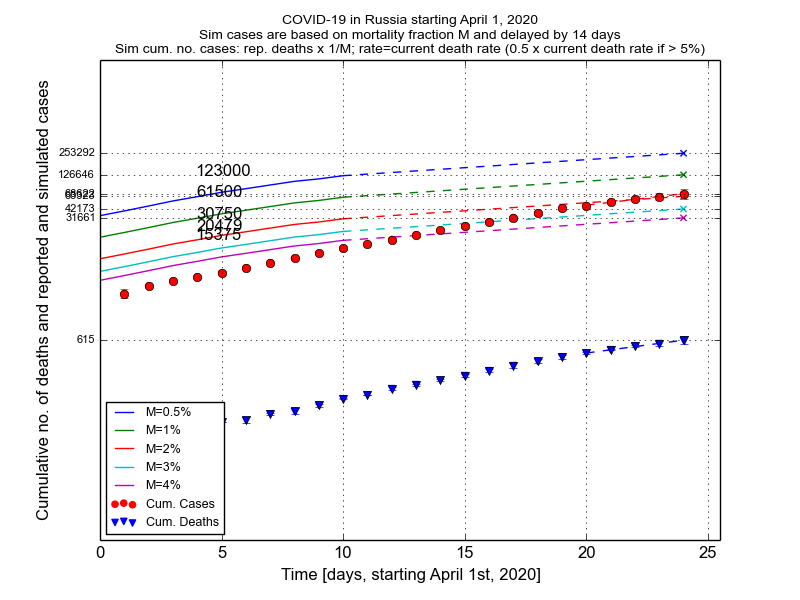 COVID-19 in Russia starting April 1, 2020
Sim cases are based on mortality fraction M and delayed by 14 days
Sim cum. no. cases: rep. deaths x 1/M; rate=current death rate (0.5 x current death rate if > 5%)
Cumulative no. of deaths and reported and simulated cases
253292
126646
68622
42173
31661
615
123000
61500
30750
20479
15375
M=0.5%
M=1%
M=2%
M=3%
M=4%
Cum. Cases
Cum. Deaths
0 5 10 15 20 25
Time [days, starting April 1st, 2020]